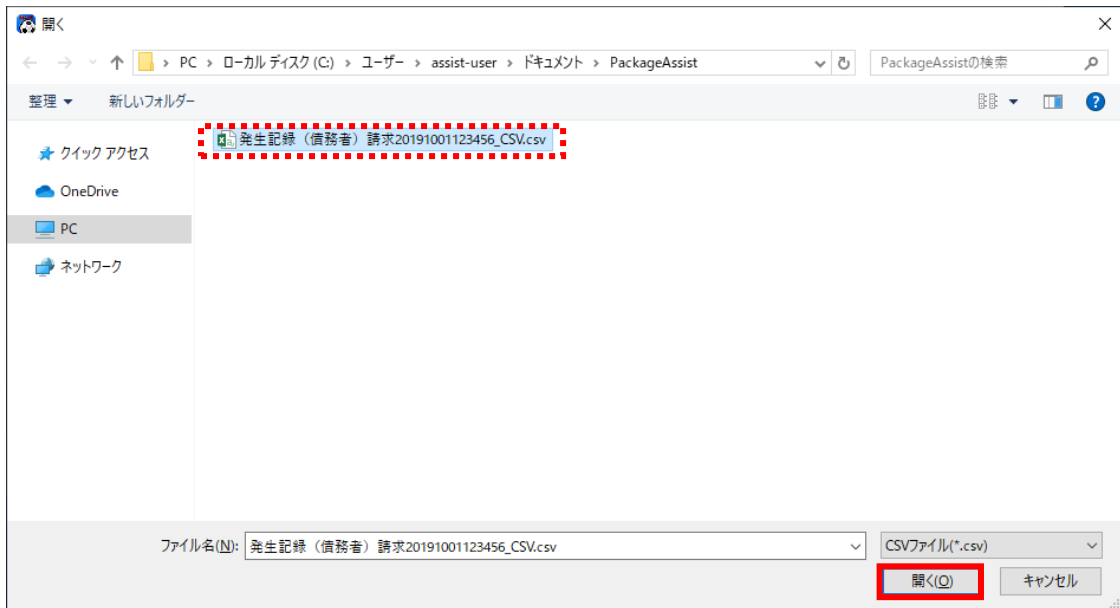 開く
PC › ローカル ディスク (C:) › ユーザー › assist-user › ドキュメント › PackageAssist
PackageAssistの検索
整理
新しいフォルダー
発生記録（債務者）請求20191001123456_CSV.csv
クイック アクセス
OneDrive
PC
ネットワーク
ファイル名(N): 発生記録（債務者）請求20191001123456_CSV.csv
CSVファイル(*.csv)
開く(O)
キャンセル